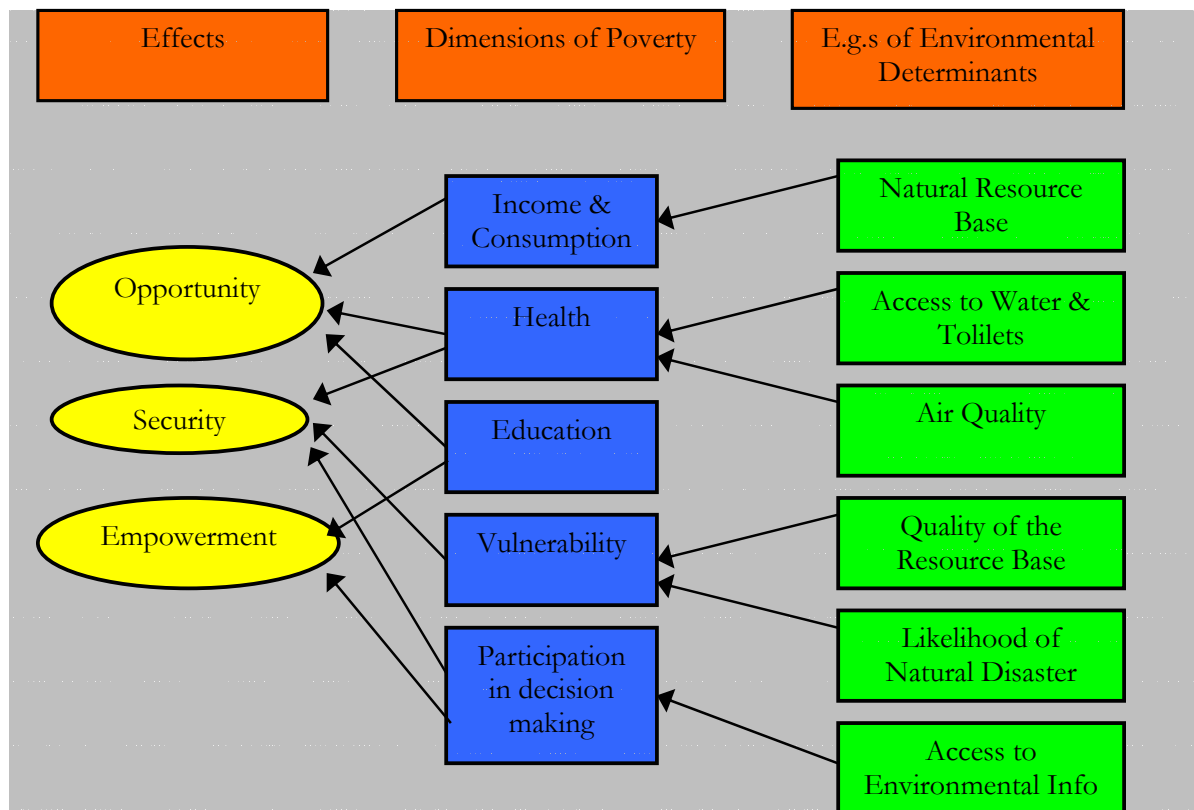 Effects
Dimensions of Poverty
E.g.s of Environmental
Determinants
Opportunity
Security
Empowerment
Income &
Consumption
Health
Education
Vulnerability
Participation
in decision
making
Natural Resource
Base
Access to Water &
Tolilets
Air Quality
Quality of the
Resource Base
Likelihood of
Natural Disaster
Access to
Environmental Info